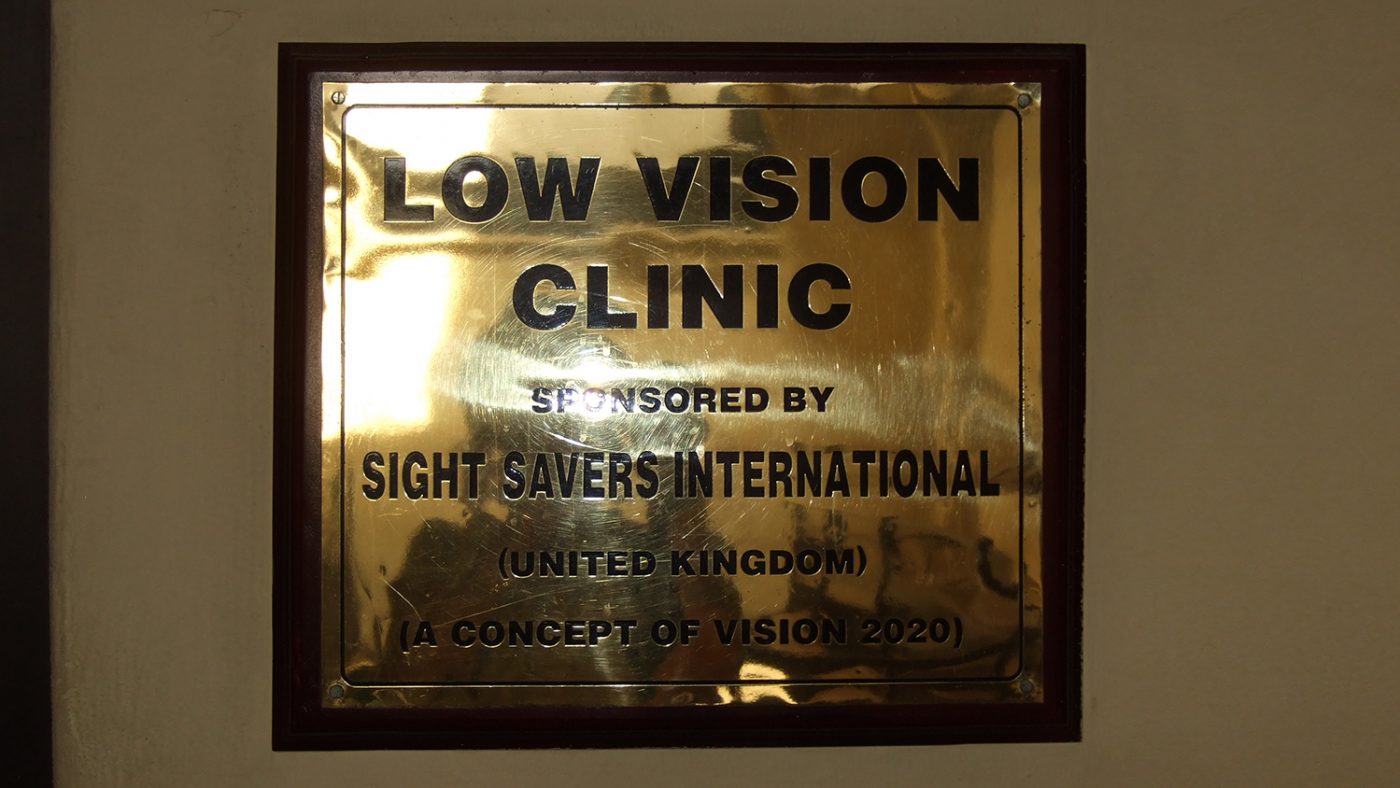 LOW VISION
CLINIC
SPONSORED BY
SIGHT SAVERS INTERNATIONAL
(UNITED KINGDOM)
(A CONCEPT OF VISION 2020)